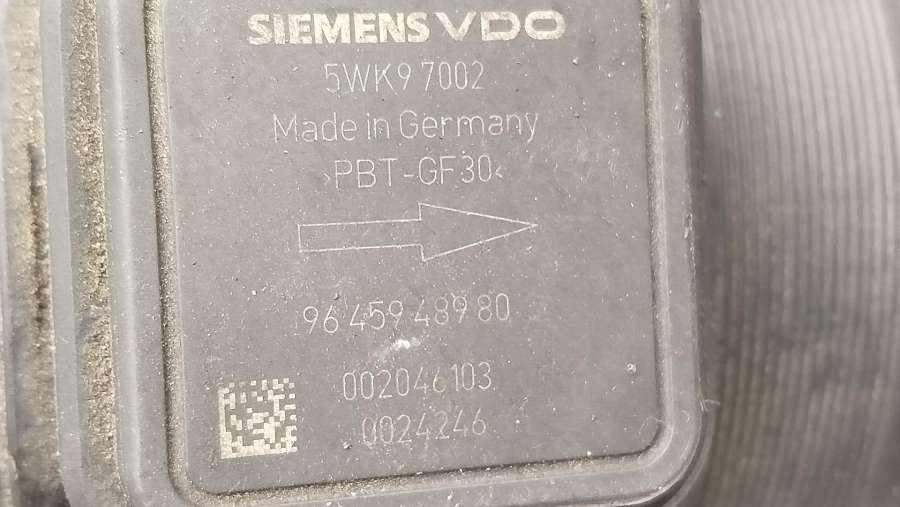 SIEMENS VDO
5WK9 7002
Made in Germany
>PBT-GF30<
96 459 489 80
002046103
0024246